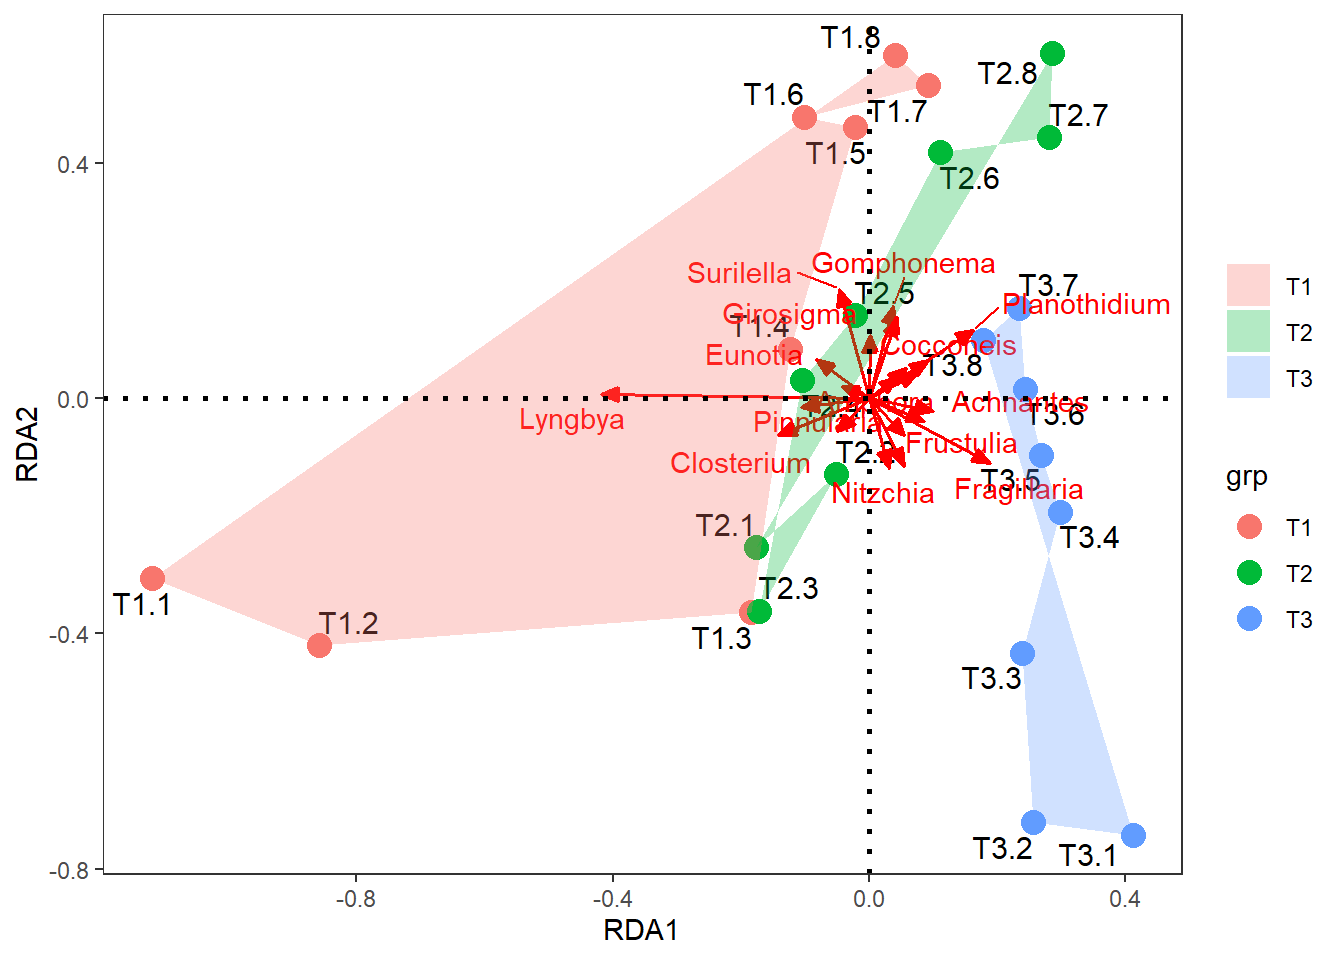 T1.8
T2.8
T1.6
T1.7
T2.7
T1.5
0.4
T2.6
Surilella
Gomphonema
T3.7
T2.5
Planothidium
Girosigma
T1.4
Cocconeis
Eunotia
T3.8
0.0
Achnantes
T3.6
Lyngbya
Pinnularia
Frustulia
T2.2
Closterium
T3.5
Nitzchia
Fragillaria
T2.1
T3.4
T2.3
T1.1
T1.2
-0.4
T1.3
T3.3
T3.2
T3.1
-0.8
-0.8
-0.4
0.0
0.4
RDA1
RDA2
T1
T2
T3
grp
T1
T2
T3